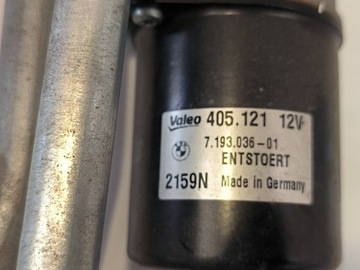 Valeo 405.121 12V
7.193.036-01
ENTSTOERT
2159N Made in Germany